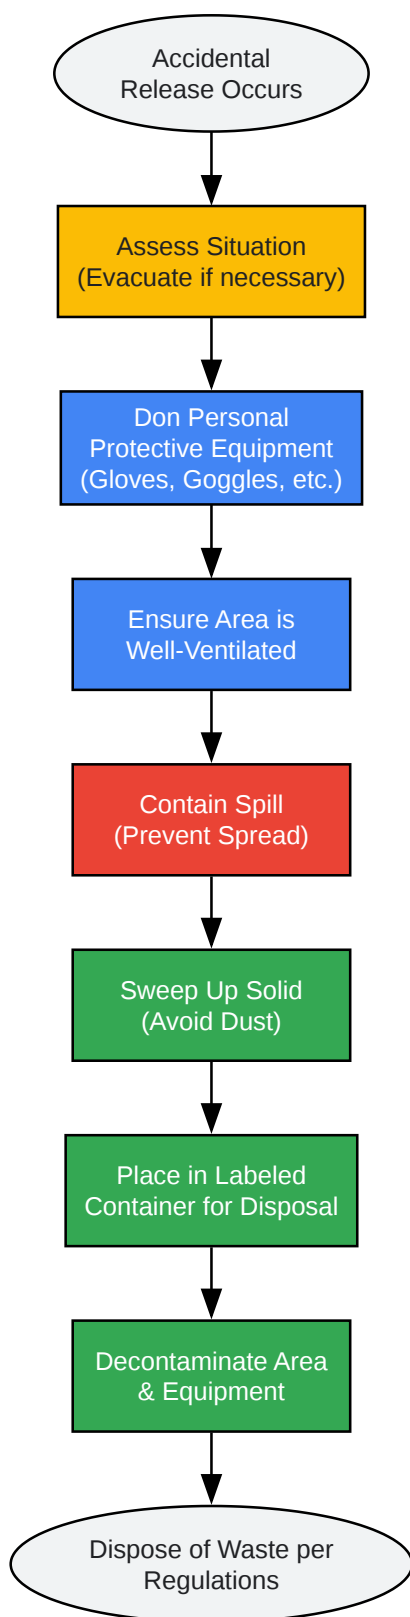 Accidental
Release Occurs
Assess Situation
(Evacuate if necessary)
Don Personal
Protective Equipment
(Gloves, Goggles, etc.)
Ensure Area is
Well-Ventilated
Contain Spill
(Prevent Spread)
Sweep Up Solid
(Avoid Dust)
Place in Labeled
Container for Disposal
Decontaminate Area
& Equipment
Dispose of Waste per
Regulations